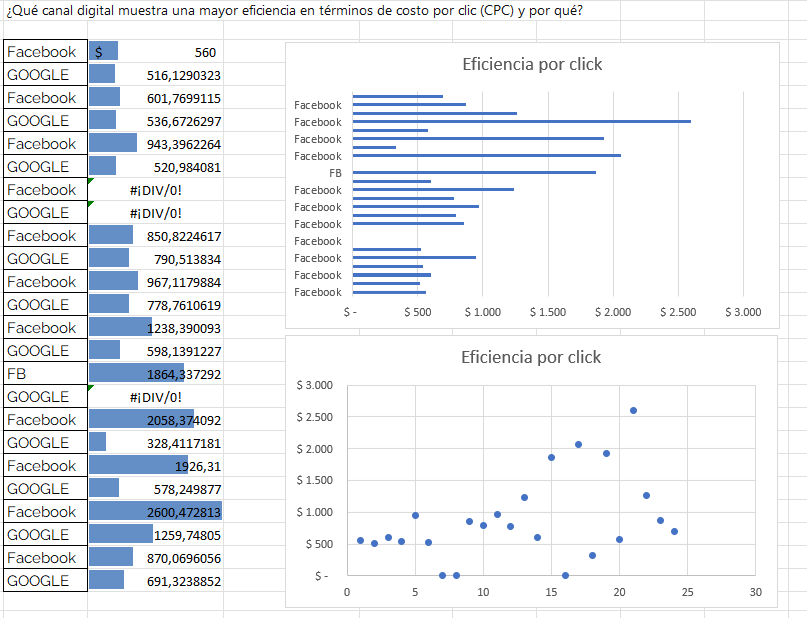 ¿Qué canal digital muestra una mayor eficiencia en términos de costo por clic (CPC) y por qué?
Facebook $ 560
GOOGLE 516,1290323
Facebook 601,7699115
GOOGLE 536,6726297
Facebook 943,3962264
GOOGLE 520,984081
Facebook #¡DIV/0!
GOOGLE #¡DIV/0!
Facebook 850,8224617
GOOGLE 790,513834
Facebook 967,1179884
GOOGLE 778,7610619
Facebook 1238,390093
GOOGLE 598,1391227
FB 1864,337292
GOOGLE #¡DIV/0!
Facebook 2058,374092
GOOGLE 328,4117181
Facebook 1926,31
GOOGLE 578,249877
Facebook 2600,472813
GOOGLE 1259,74805
Facebook 870,0696056
GOOGLE 691,3238852
Eficiencia por click
Facebook
Facebook
Facebook
Facebook
FB
Facebook
Facebook
Facebook
Facebook
Facebook
Facebook
Facebook
$ - $ 500 $ 1.000 $ 1.500 $ 2.000 $ 2.500 $ 3.000
Eficiencia por click
$ 3.000
$ 2.500
$ 2.000
$ 1.500
$ 1.000
$ 500
$ -
0 5 10 15 20 25 30